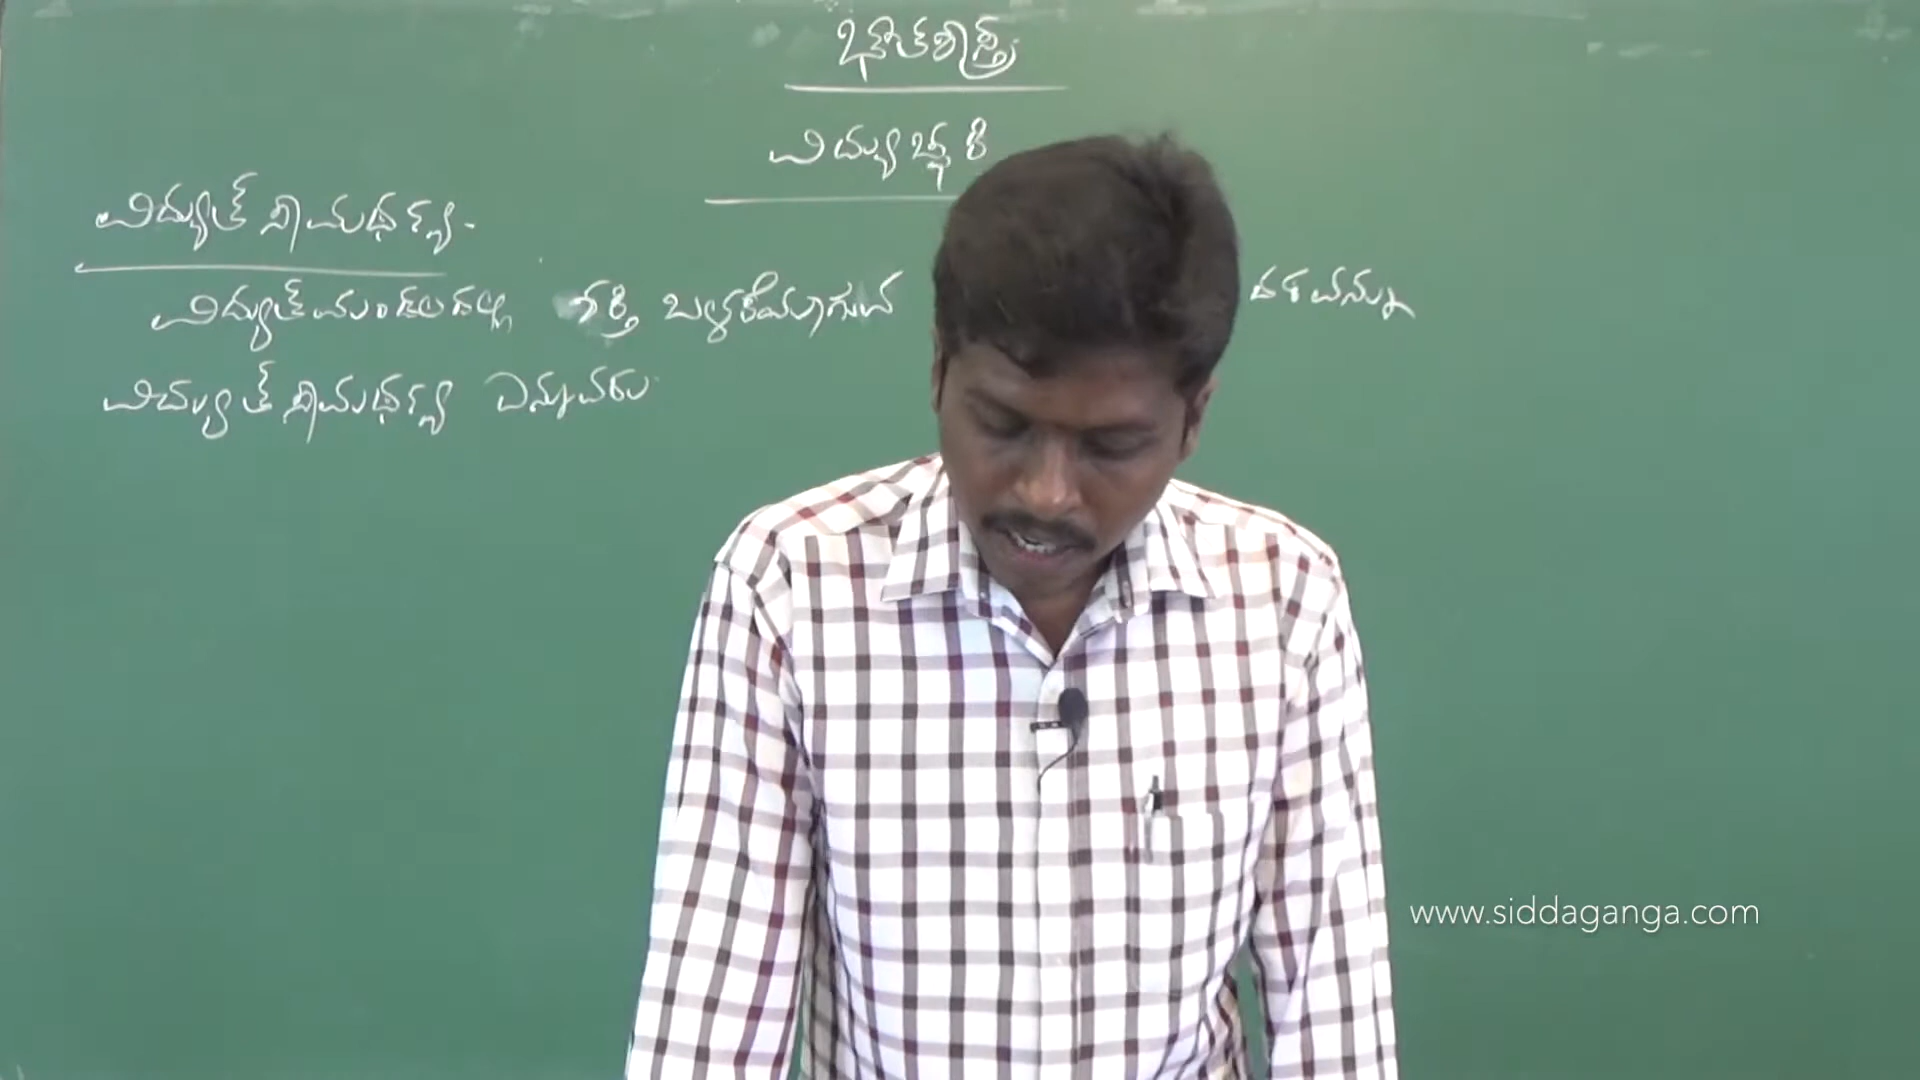 ಭೌತಶಾಸ್ತ್ರ
ವಿದ್ಯುಚ್ಛಕ್ತಿ
ವಿದ್ಯುತ್ ಸಾಮರ್ಥ್ಯ -
ವಿದ್ಯುತ್ ಮಂಡಲದಲ್ಲಿ ಶಕ್ತಿ ಬಳಕೆಯಾಗುವ ದರವನ್ನು
ವಿದ್ಯುತ್ ಸಾಮರ್ಥ್ಯ ಎನ್ನುವರು
www.siddaganga.com